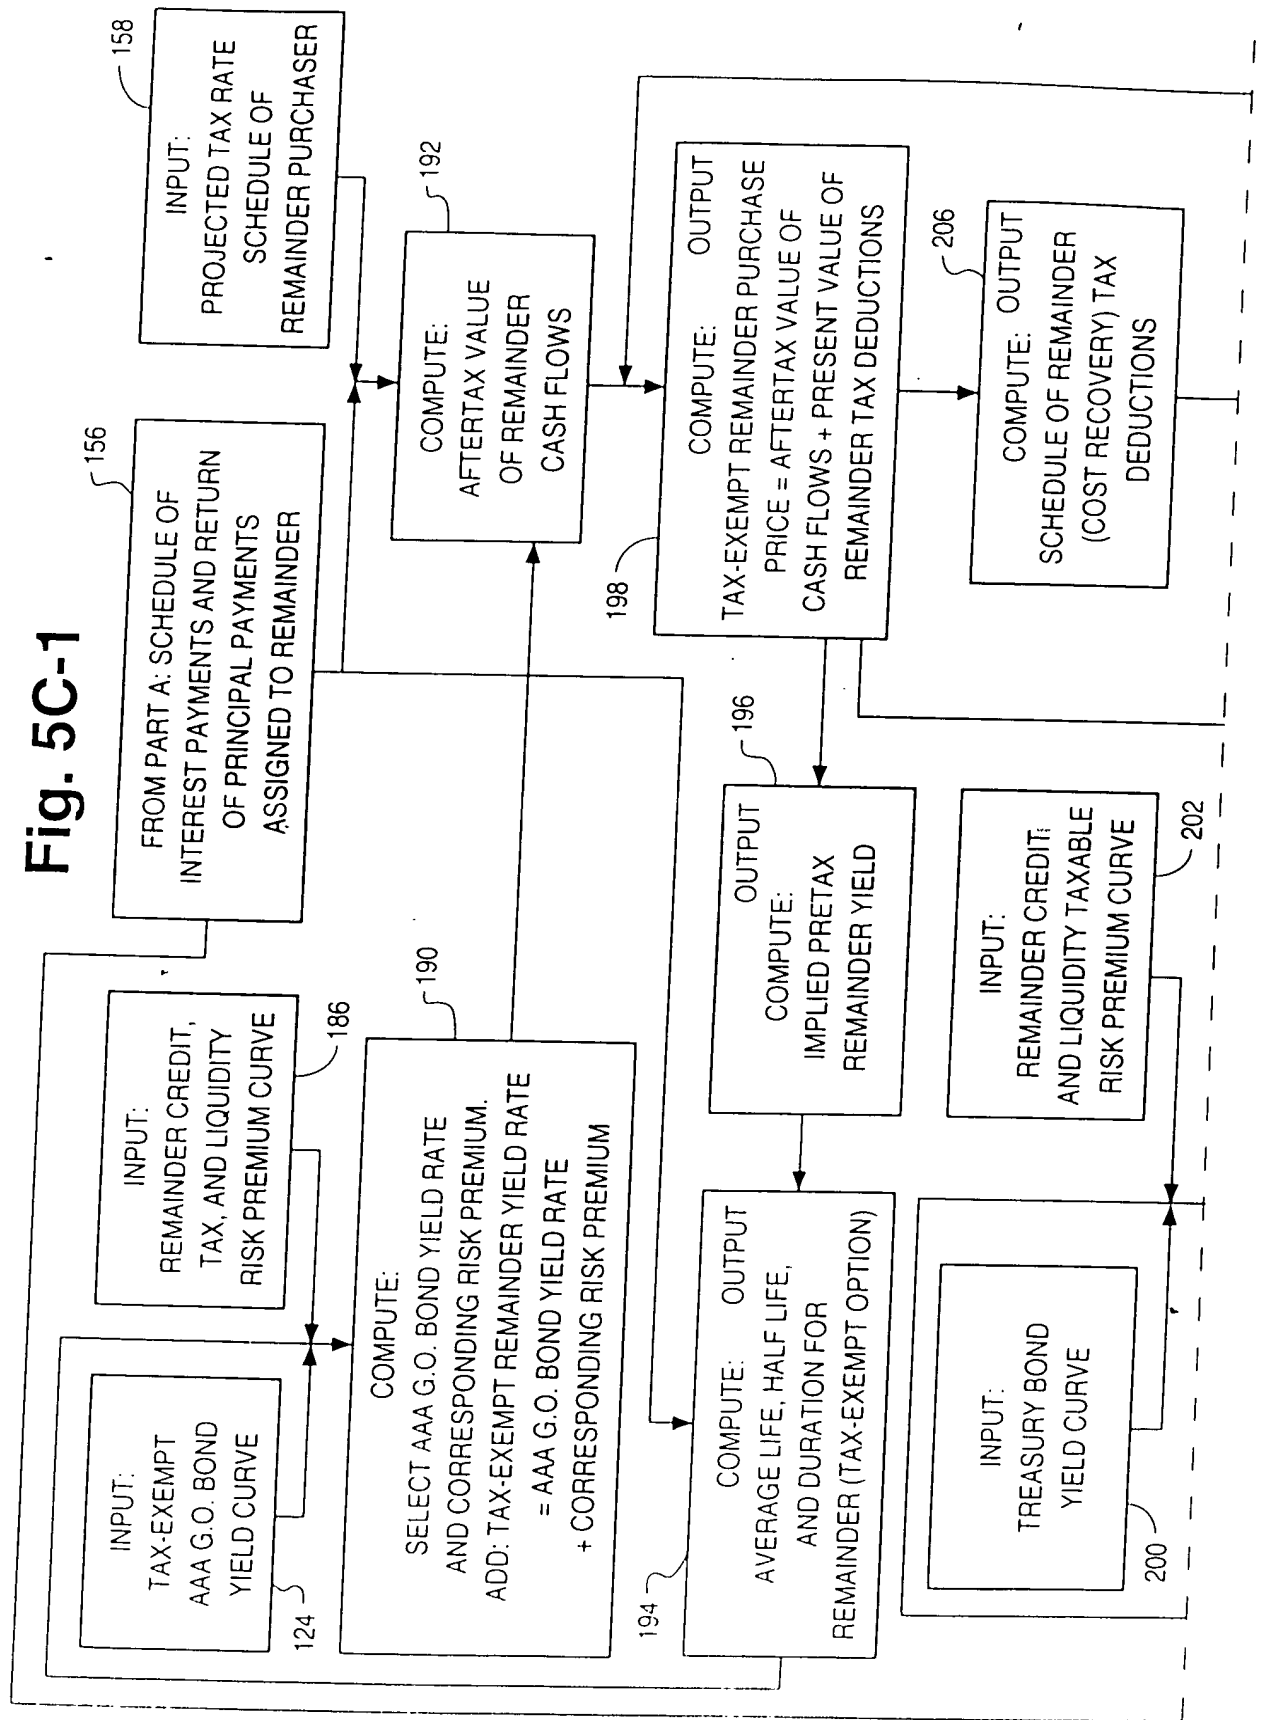 Fig. 5C-1
INPUT:
TAX-EXEMPT
AAA G.O. BOND
YIELD CURVE
124
INPUT:
REMAINDER CREDIT,
TAX, AND LIQUIDITY
RISK PREMIUM CURVE
186
FROM PART A: SCHEDULE OF
INTEREST PAYMENTS AND RETURN
OF PRINCIPAL PAYMENTS
ASSIGNED TO REMAINDER
156
INPUT:
PROJECTED TAX RATE
SCHEDULE OF
REMAINDER PURCHASER
158
COMPUTE:
SELECT AAA G.O. BOND YIELD RATE
AND CORRESPONDING RISK PREMIUM.
ADD: TAX-EXEMPT REMAINDER YIELD RATE
= AAA G.O. BOND YIELD RATE
+ CORRESPONDING RISK PREMIUM
190
COMPUTE:
AFTERTAX VALUE
OF REMAINDER
CASH FLOWS
192
COMPUTE: OUTPUT
AVERAGE LIFE, HALF LIFE,
AND DURATION FOR
REMAINDER (TAX-EXEMPT OPTION)
194
OUTPUT
COMPUTE:
IMPLIED PRETAX
REMAINDER YIELD
196
COMPUTE: OUTPUT
TAX-EXEMPT REMAINDER PURCHASE
PRICE = AFTERTAX VALUE OF
CASH FLOWS + PRESENT VALUE OF
REMAINDER TAX DEDUCTIONS
198
INPUT:
TREASURY BOND
YIELD CURVE
200
INPUT:
REMAINDER CREDIT
AND LIQUIDITY TAXABLE
RISK PREMIUM CURVE
202
COMPUTE: OUTPUT
SCHEDULE OF REMAINDER
(COST RECOVERY) TAX
DEDUCTIONS
206